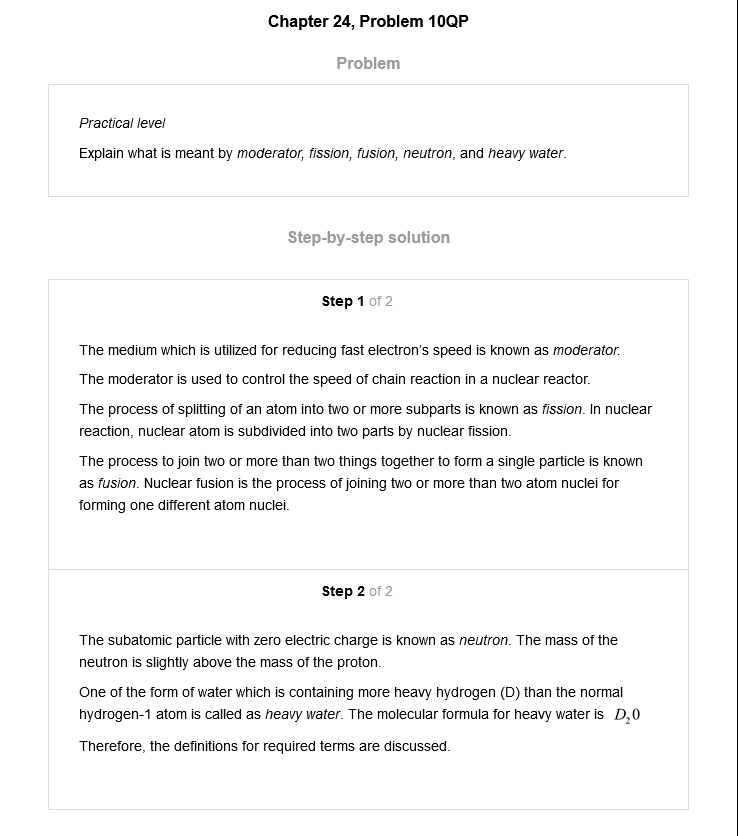 Chapter 24, Problem 10QP
Problem
Practical level
Explain what is meant by moderator, fission, fusion, neutron, and heavy water.
Step-by-step solution
Step 1 of 2
The medium which is utilized for reducing fast electron’s speed is known as moderator.
The moderator is used to control the speed of chain reaction in a nuclear reactor.
The process of splitting of an atom into two or more subparts is known as fission. In nuclear
reaction, nuclear atom is subdivided into two parts by nuclear fission.
The process to join two or more than two things together to form a single particle is known
as fusion. Nuclear fusion is the process of joining two or more than two atom nuclei for
forming one different atom nuclei.
Step 2 of 2
The subatomic particle with zero electric charge is known as neutron. The mass of the
neutron is slightly above the mass of the proton.
One of the form of water which is containing more heavy hydrogen (D) than the normal
hydrogen-1 atom is called as heavy water. The molecular formula for heavy water is D₂0
Therefore, the definitions for required terms are discussed.